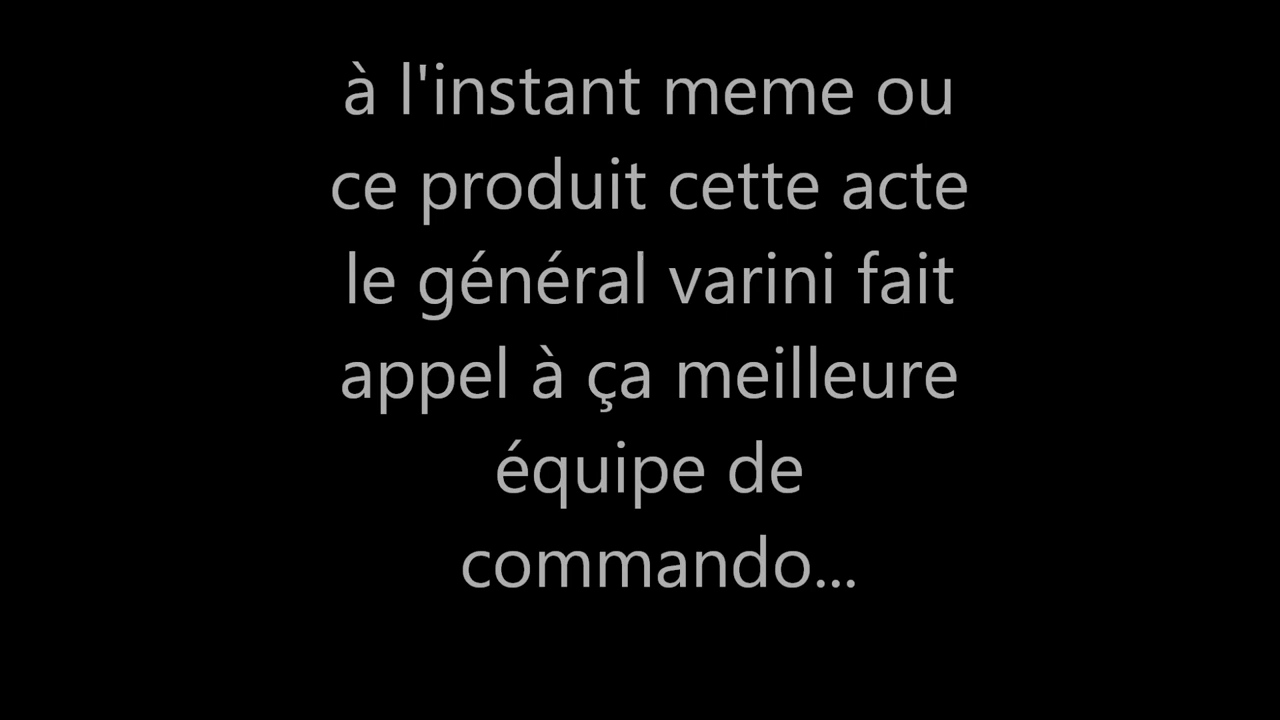 à l'instant meme ou
ce produit cette acte
le général varini fait
appel à ça meilleure
équipe de
commando...